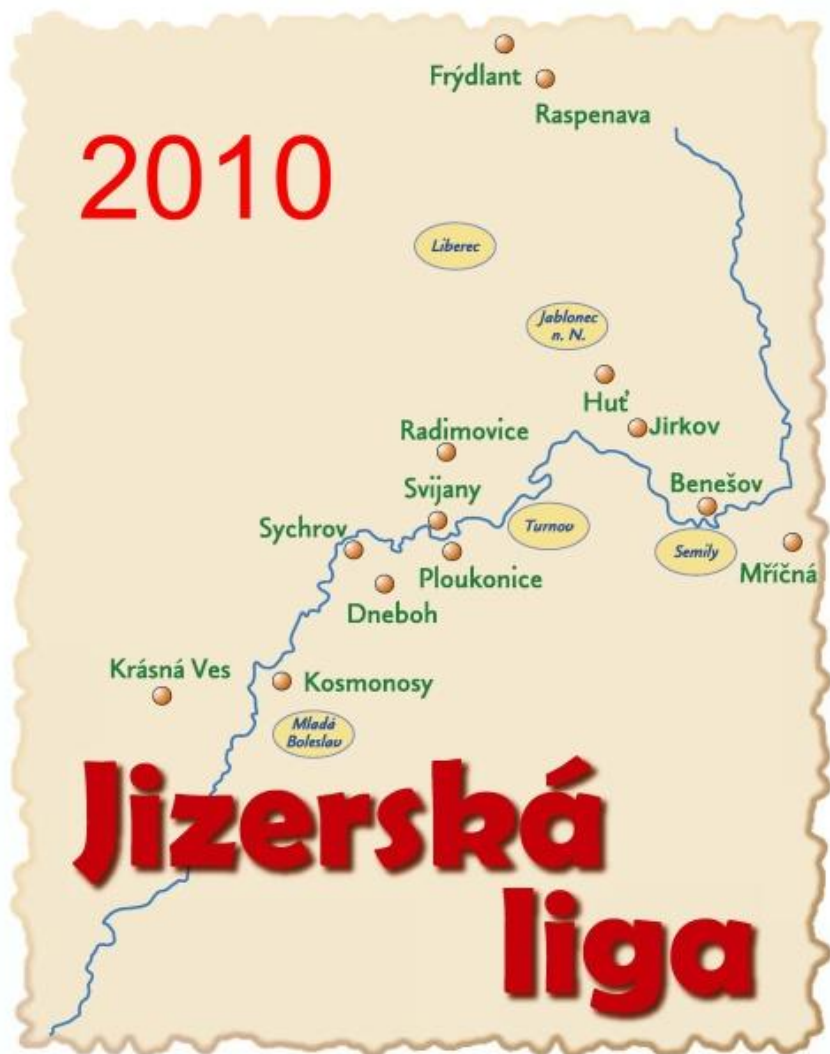 Frýdlant
Raspenava
2010
Liberec
Jablonec
n. N.
Huť
Jirkov
Radimovice
Benešov
Svijany
Turnov
Sychrov
Semily
Ploukonice
Mříčná
Dneboh
Krásná Ves
Kosmonosy
Mladá
Boleslav
Jizerská
liga